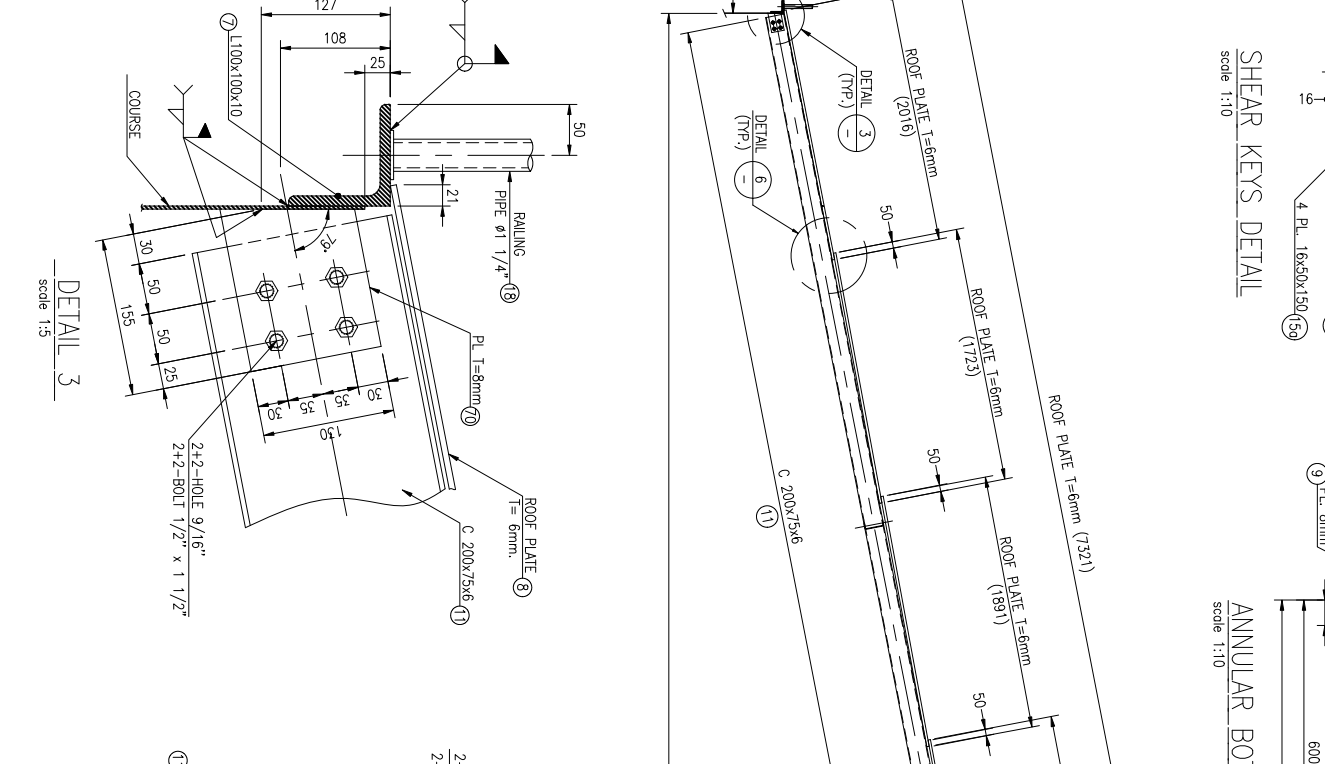 SHEAR KEYS DETAIL
scale 1:10
16
4 PL. 16x50x150
15a
9
ANNULAR BOT
scale 1:10
600
ROOF PLATE T=6mm
(2016)
DETAIL
(TYP.)
3
-
DETAIL
(TYP.)
6
-
50
ROOF PLATE T=6mm
(1723)
50
ROOF PLATE T=6mm (7321)
ROOF PLATE T=6mm
(1891)
50
C 200x75x6
11
127
108
25
50
21
7
L100x100x10
COURSE
RAILING
PIPE ø1 1/4"
18
79°
30
50
50
25
155
30
35
35
30
130
PL T=8mm
70
ROOF PLATE
T= 6mm.
8
C 200x75x6
11
2+2-HOLE 9/16"
2+2-BOLT 1/2" x 1 1/2"
DETAIL 3
scale 1:5